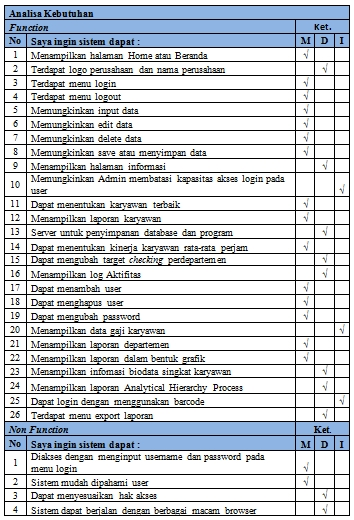 Analisa Kebutuhan
Function Ket.
No Saya ingin sistem dapat : M D I
1 Menampilkan halaman Home atau Beranda √
2 Terdapat logo perusahaan dan nama perusahaan √
3 Terdapat menu login √
4 Terdapat menu logout √
5 Memungkinkan input data √
6 Memungkinkan edit data √
7 Memungkinkan delete data √
8 Memungkinkan save atau menyimpan data √
9 Menampilkan halaman informasi √
10 Memungkinkan Admin membatasi kapasitas akses login pada
user √
11 Dapat menentukan karyawan terbaik √
12 Menampilkan laporan karyawan √
13 Server untuk penyimpanan database dan program √
14 Dapat menentukan kinerja karyawan rata-rata perjam √
15 Dapat mengubah target checking perdepartemen √
16 Menampilkan log Aktifitas √
17 Dapat menambah user √
18 Dapat menghapus user √
19 Dapat mengubah password √
20 Menampilkan data gaji karyawan √
21 Menampilkan laporan departemen √
22 Menampilkan laporan dalam bentuk grafik √
23 Menampilkan infomasi biodata singkat karyawan √
24 Menampilkan laporan Analytical Hierarchy Process √
25 Dapat login dengan menggunakan barcode √
26 Terdapat menu export laporan √
Non Function Ket.
No Saya ingin sistem dapat : M D I
1 Diakses dengan menginput username dan password pada
menu login √
2 Sistem mudah dipahami user √
3 Dapat menyesuaikan hak akses √
4 Sistem dapat berjalan dengan berbagai macam browser √